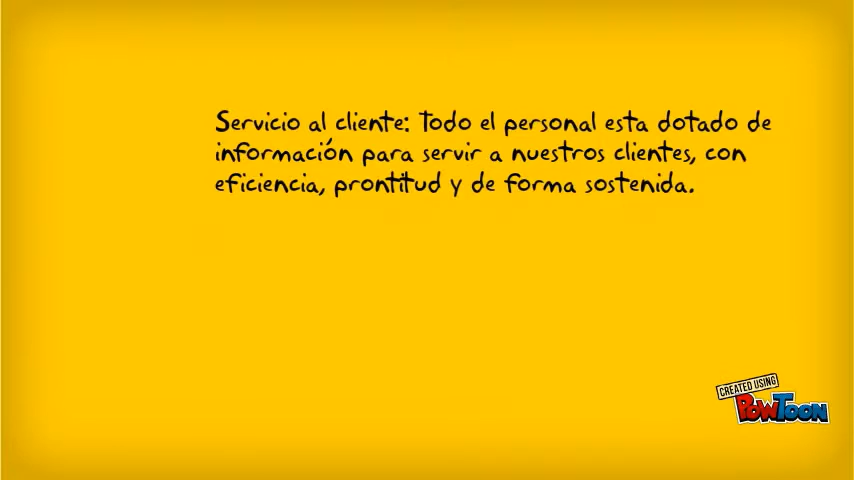 Servicio al cliente: Todo el personal esta dotado de
información para servir a nuestros clientes, con
eficiencia, prontitud y de forma sostenida.
CREATED USING
POWTOON